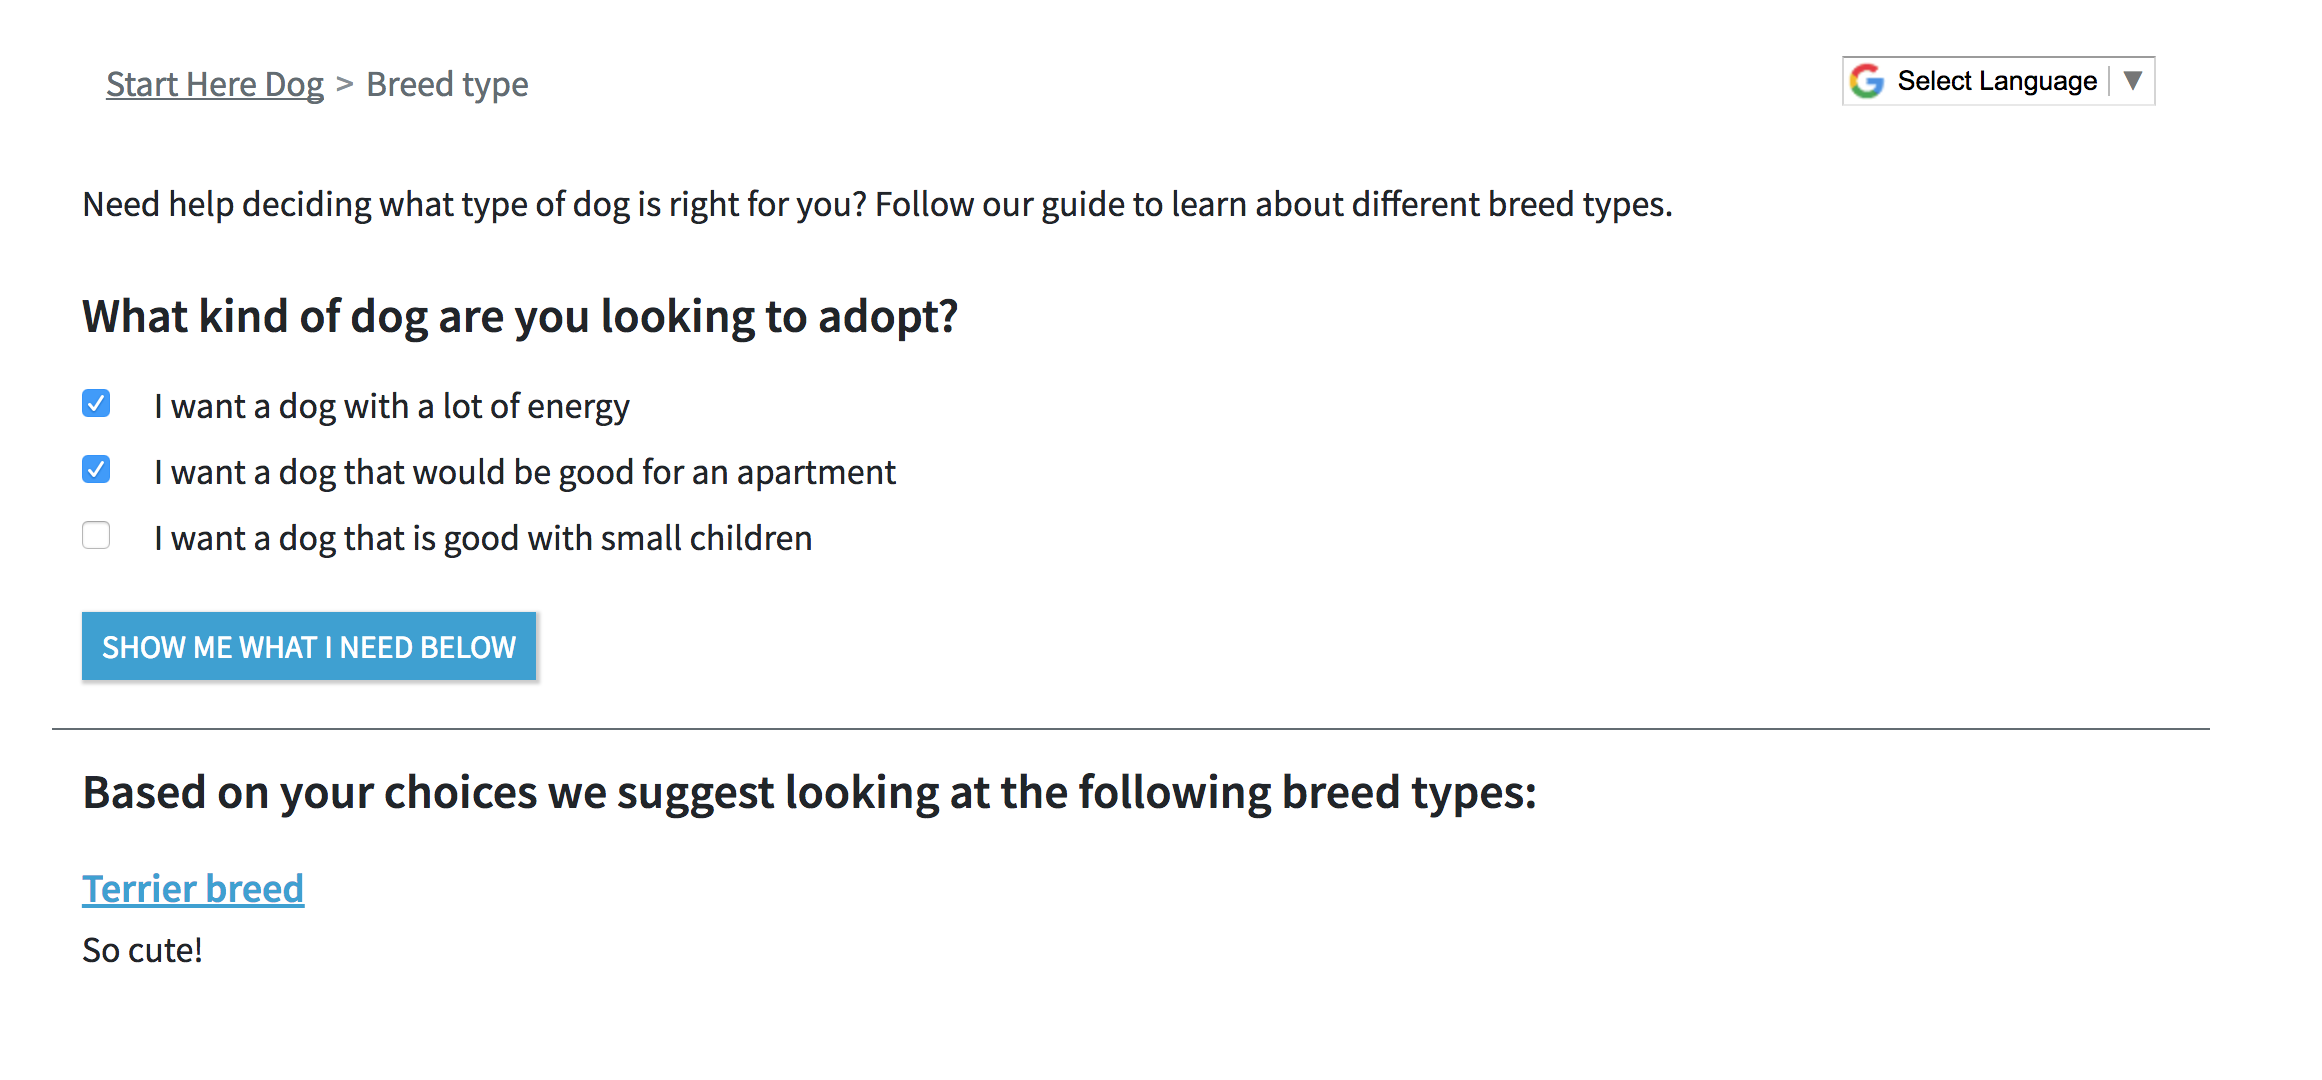 Start Here Dog > Breed type
Select Language ▼
Need help deciding what type of dog is right for you? Follow our guide to learn about different breed types.
What kind of dog are you looking to adopt?
I want a dog with a lot of energy
I want a dog that would be good for an apartment
I want a dog that is good with small children
SHOW ME WHAT I NEED BELOW
Based on your choices we suggest looking at the following breed types:
Terrier breed
So cute!